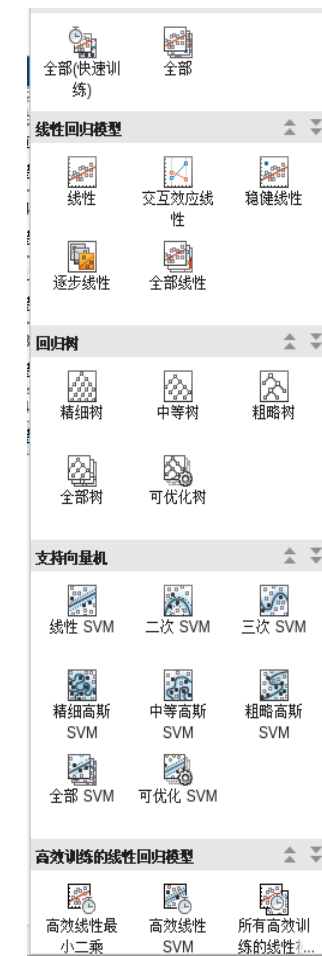 全部(快速训 全部
练)
线性回归模型
线性 交互效应线 稳健线性
性
逐步线性 全部线性
回归树
精细树 中等树 粗略树
全部树 可优化树
支持向量机
线性 SVM 二次 SVM 三次 SVM
精细高斯 中等高斯 粗略高斯
SVM SVM SVM
全部 SVM 可优化 SVM
高效训练的线性回归模型
高效线性最 高效线性 所有高效训
小二乘 SVM 练的线性...